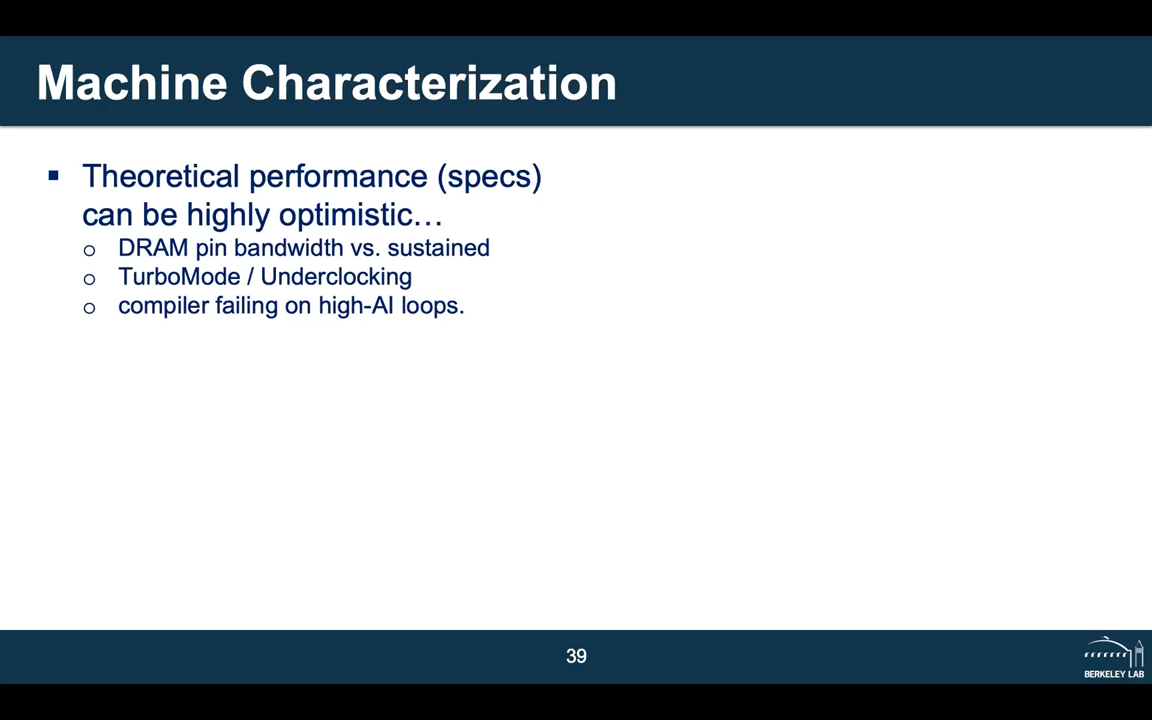 Machine Characterization
▪ Theoretical performance (specs)
can be highly optimistic…
o DRAM pin bandwidth vs. sustained
o TurboMode / Underclocking
o compiler failing on high-AI loops.
39
BERKELEY LAB